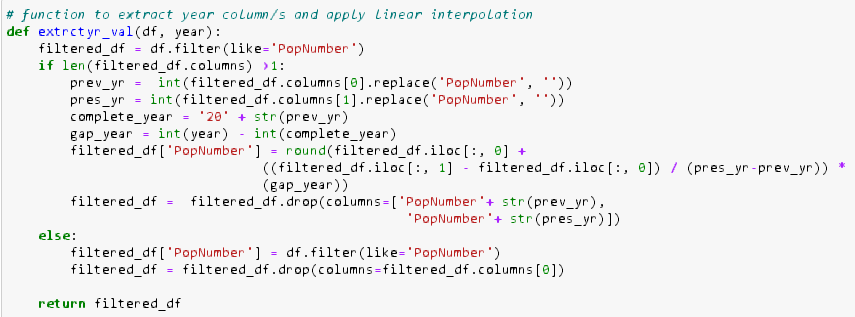 # function to extract year column/s and apply linear interpolation
def extrctyr_val(df, year):
    filtered_df = df.filter(like='PopNumber')
    if len(filtered_df.columns) >1:
        prev_yr =  int(filtered_df.columns[0].replace('PopNumber', ''))
        pres_yr = int(filtered_df.columns[1].replace('PopNumber', ''))
        complete_year = '20' + str(prev_yr)
        gap_year = int(year) - int(complete_year)
        filtered_df['PopNumber'] = round(filtered_df.iloc[:, 0] +
                                ((filtered_df.iloc[:, 1] - filtered_df.iloc[:, 0]) / (pres_yr-prev_yr)) *
                                (gap_year))
        filtered_df =  filtered_df.drop(columns=['PopNumber'+ str(prev_yr),
                                                 'PopNumber'+ str(pres_yr)])
    else:
        filtered_df['PopNumber'] = df.filter(like='PopNumber')
        filtered_df = filtered_df.drop(columns=filtered_df.columns[0])
    return filtered_df